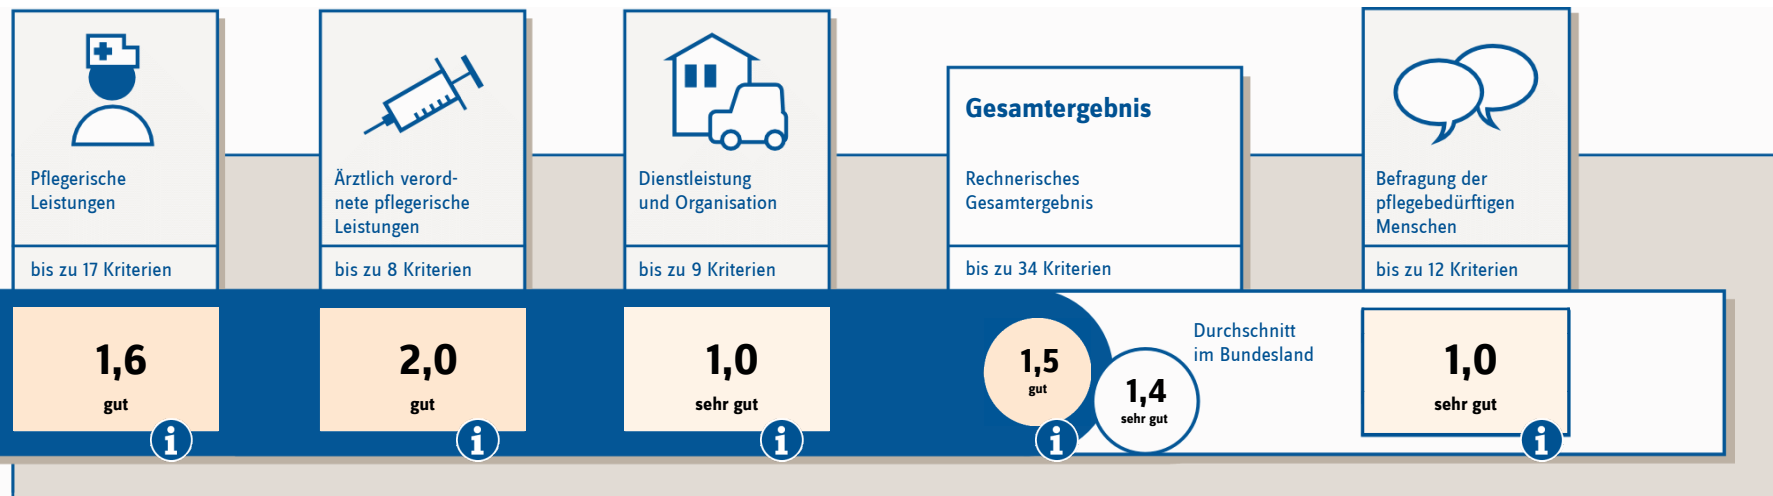 Pflegerische
Leistungen
bis zu 17 Kriterien
1,6
gut
i
Ärztlich verord-
nete pflegerische
Leistungen
bis zu 8 Kriterien
2,0
gut
i
Dienstleistung
und Organisation
bis zu 9 Kriterien
1,0
sehr gut
i
Gesamtergebnis
Rechnerisches
Gesamtergebnis
bis zu 34 Kriterien
1,5
gut
i
1,4
sehr gut
Durchschnitt
im Bundesland
Befragung der
pflegebedürftigen
Menschen
bis zu 12 Kriterien
1,0
sehr gut
i